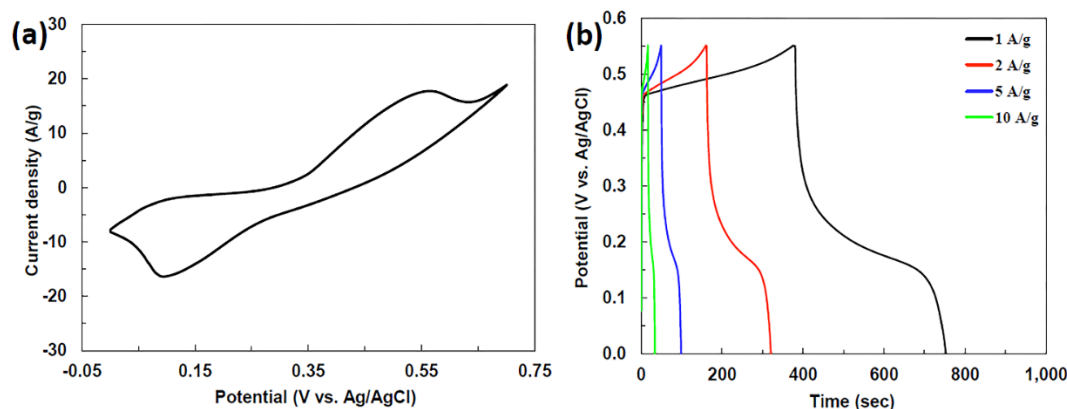 (a)
30
20
10
0
-10
-20
-30
-0.05
0.15
0.35
0.55
0.75
Current density (A/g)
Potential (V vs. Ag/AgCl)
(b)
0.6
0.5
0.4
0.3
0.2
0.1
0.0
0
200
400
600
800
1,000
Potential (V vs. Ag/AgCl)
Time (sec)
1 A/g
2 A/g
5 A/g
10 A/g